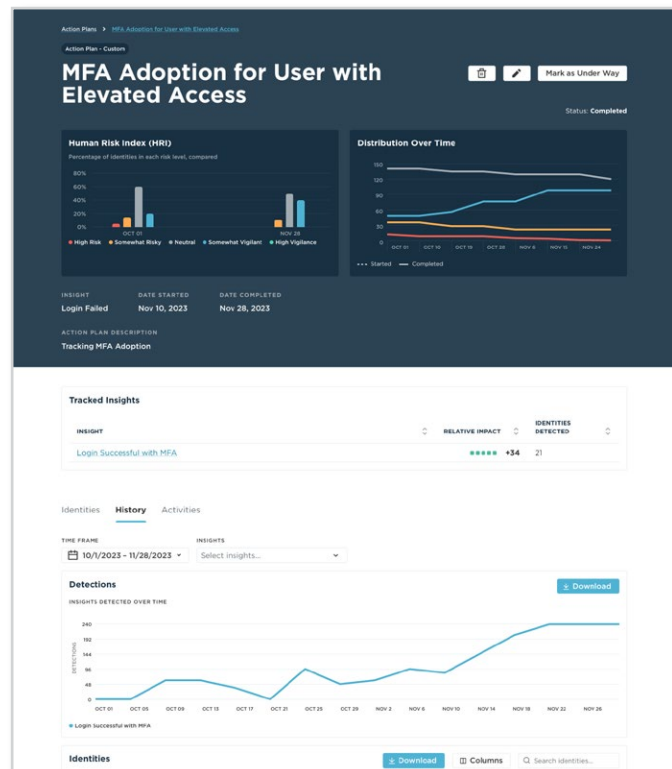 Action Plans > MFA Adoption for User with Elevated Access
Action Plan - Custom
MFA Adoption for User with
Elevated Access
Mark as Under Way
Status: Completed
Human Risk Index (HRI)
Percentage of identities in each risk level, compared
80%
60%
40%
20%
0%
OCT 01
NOV 28
High Risk Somewhat Risky Neutral Somewhat Vigilant High Vigilance
Distribution Over Time
150
120
90
60
30
0
OCT 01 OCT 10 OCT 19 OCT 28 NOV 06 NOV 15 NOV 24
Started Completed
INSIGHT DATE STARTED DATE COMPLETED
Login Failed Nov 10, 2023 Nov 28, 2023
ACTION PLAN DESCRIPTION
Tracking MFA Adoption
Tracked Insights
INSIGHT RELATIVE IMPACT IDENTITIES
DETECTED
Login Successful with MFA +34 21
Identities History Activities
TIME FRAME INSIGHTS
10/1/2023 - 11/28/2023 Select insights...
Detections
Download
INSIGHTS DETECTED OVER TIME
DETECTIONS
240
192
144
96
48
0
OCT 01 OCT 05 OCT 09 OCT 13 OCT 17 OCT 21 OCT 25 OCT 29 NOV 2 NOV 6 NOV 10 NOV 14 NOV 18 NOV 22 NOV 26
Login Successful with MFA
Identities
Download Columns Search identities...